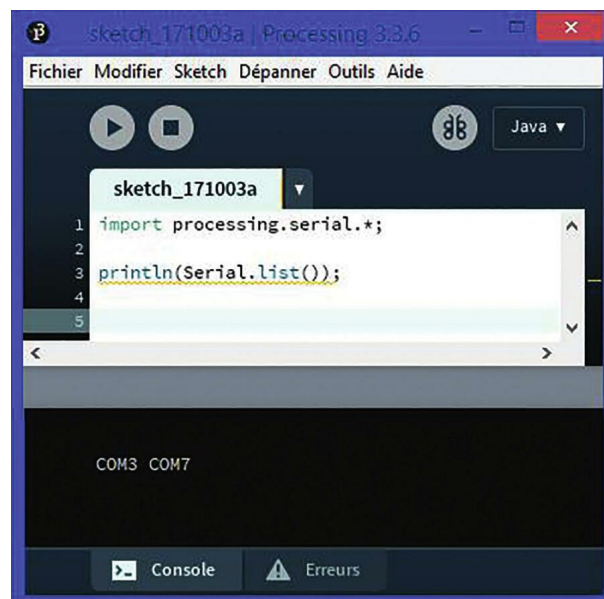 sketch_171003a | Processing 3.3.6
Fichier Modifier Sketch Dépanner Outils Aide
Java
sketch_171003a
1 import processing.serial.*;
2
3 println(Serial.list());
4
5
COM3 COM7
Console Erreurs